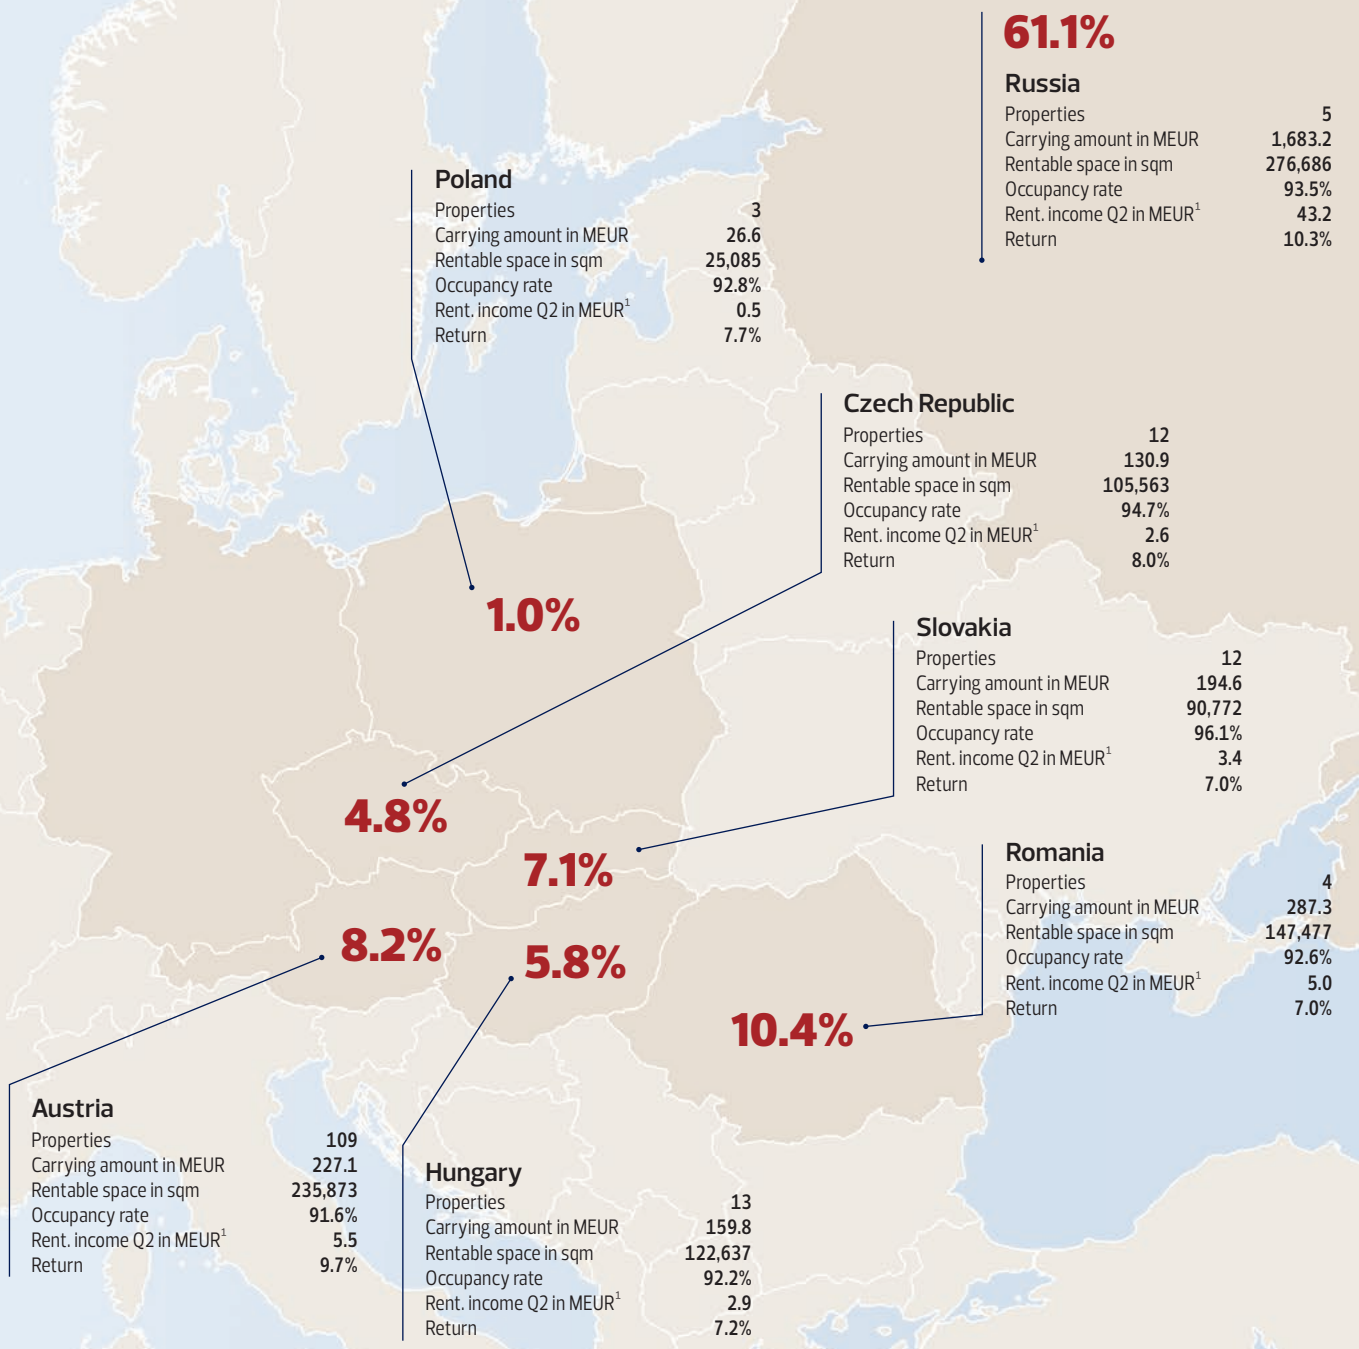 61.1%
Russia
Properties 5
Carrying amount in MEUR 1,683.2
Rentable space in sqm 276,686
Occupancy rate 93.5%
Rent. income Q2 in MEUR¹ 43.2
Return 10.3%
Poland
Properties 3
Carrying amount in MEUR 26.6
Rentable space in sqm 25,085
Occupancy rate 92.8%
Rent. income Q2 in MEUR¹ 0.5
Return 7.7%
1.0%
Czech Republic
Properties 12
Carrying amount in MEUR 130.9
Rentable space in sqm 105,563
Occupancy rate 94.7%
Rent. income Q2 in MEUR¹ 2.6
Return 8.0%
4.8%
Slovakia
Properties 12
Carrying amount in MEUR 194.6
Rentable space in sqm 90,772
Occupancy rate 96.1%
Rent. income Q2 in MEUR¹ 3.4
Return 7.0%
7.1%
Romania
Properties 4
Carrying amount in MEUR 287.3
Rentable space in sqm 147,477
Occupancy rate 92.6%
Rent. income Q2 in MEUR¹ 5.0
Return 7.0%
10.4%
8.2%
Austria
Properties 109
Carrying amount in MEUR 227.1
Rentable space in sqm 235,873
Occupancy rate 91.6%
Rent. income Q2 in MEUR¹ 5.5
Return 9.7%
5.8%
Hungary
Properties 13
Carrying amount in MEUR 159.8
Rentable space in sqm 122,637
Occupancy rate 92.2%
Rent. income Q2 in MEUR¹ 2.9
Return 7.2%